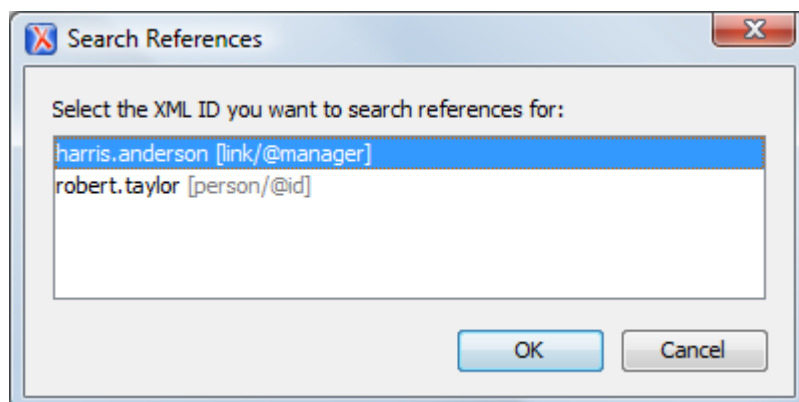 Search References
Select the XML ID you want to search references for:
harris.anderson [link/@manager]
robert.taylor [person/@id]
OK Cancel